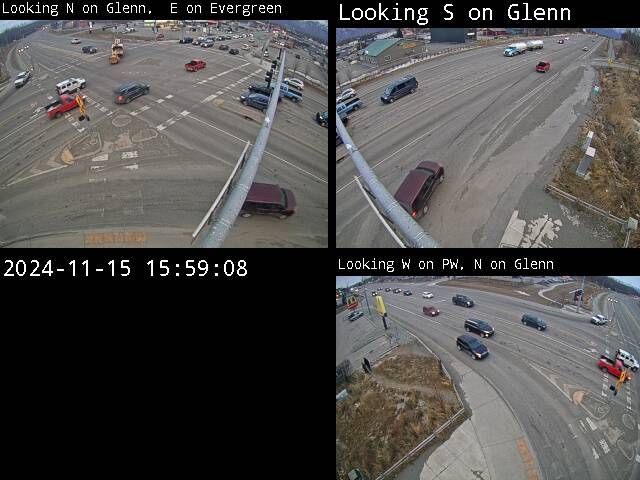 Looking N on Glenn,  E on Evergreen
Looking S on Glenn
2024-11-15 15:59:08
Looking W on PW, N on Glenn